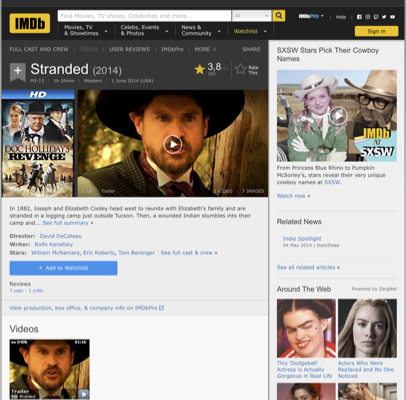 IMDb
Find Movies, TV shows, Celebrities and more...
All
IMDbPro
Help
Movies, TV
& Showtimes
Celebs, Events
& Photos
News &
Community
Watchlist
Sign in
FULL CAST AND CREW | TRIVIA | USER REVIEWS | IMDbPro | MORE
SHARE
+ Stranded (2014)
PG-13 | 1h 24min | Western | 1 June 2014 (USA)
3,8
Rate
This
HD
DOC HOLLIDAY'S
REVENGE
Trailer
1 VIDEO
7 IMAGES
In 1882, Joseph and Elizabeth Cooley head west to reunite with Elizabeth's family and are
stranded in a logging camp just outside Tucson. Then, a wounded Indian stumbles into their
camp and... See full summary »
Director: David DeCoteau
Writer: Rolfe Kanefsky
Stars: William McNamara, Eric Roberts, Tom Berenger | See full cast & crew »
+ Add to Watchlist
Reviews
7 user | 1 critic
View production, box office, & company info on IMDbPro
Videos
on IMDb
Trailer
Stranded
SXSW Stars Pick Their Cowboy
Names
IMDb
at
SXSW
From Princess Blue Rhino to Pumpkin
McSorley's, stars reveal their very unique
cowboy names at SXSW.
Watch now »
Related News
Indie Spotlight
04 May 2014 | DailyDead
See all related articles »
Around The Web
Powered by ZergNet
This 'Dodgeball'
Actress is Actually
Gorgeous in Real Life
Actors Who Were
Replaced and No One
Noticed